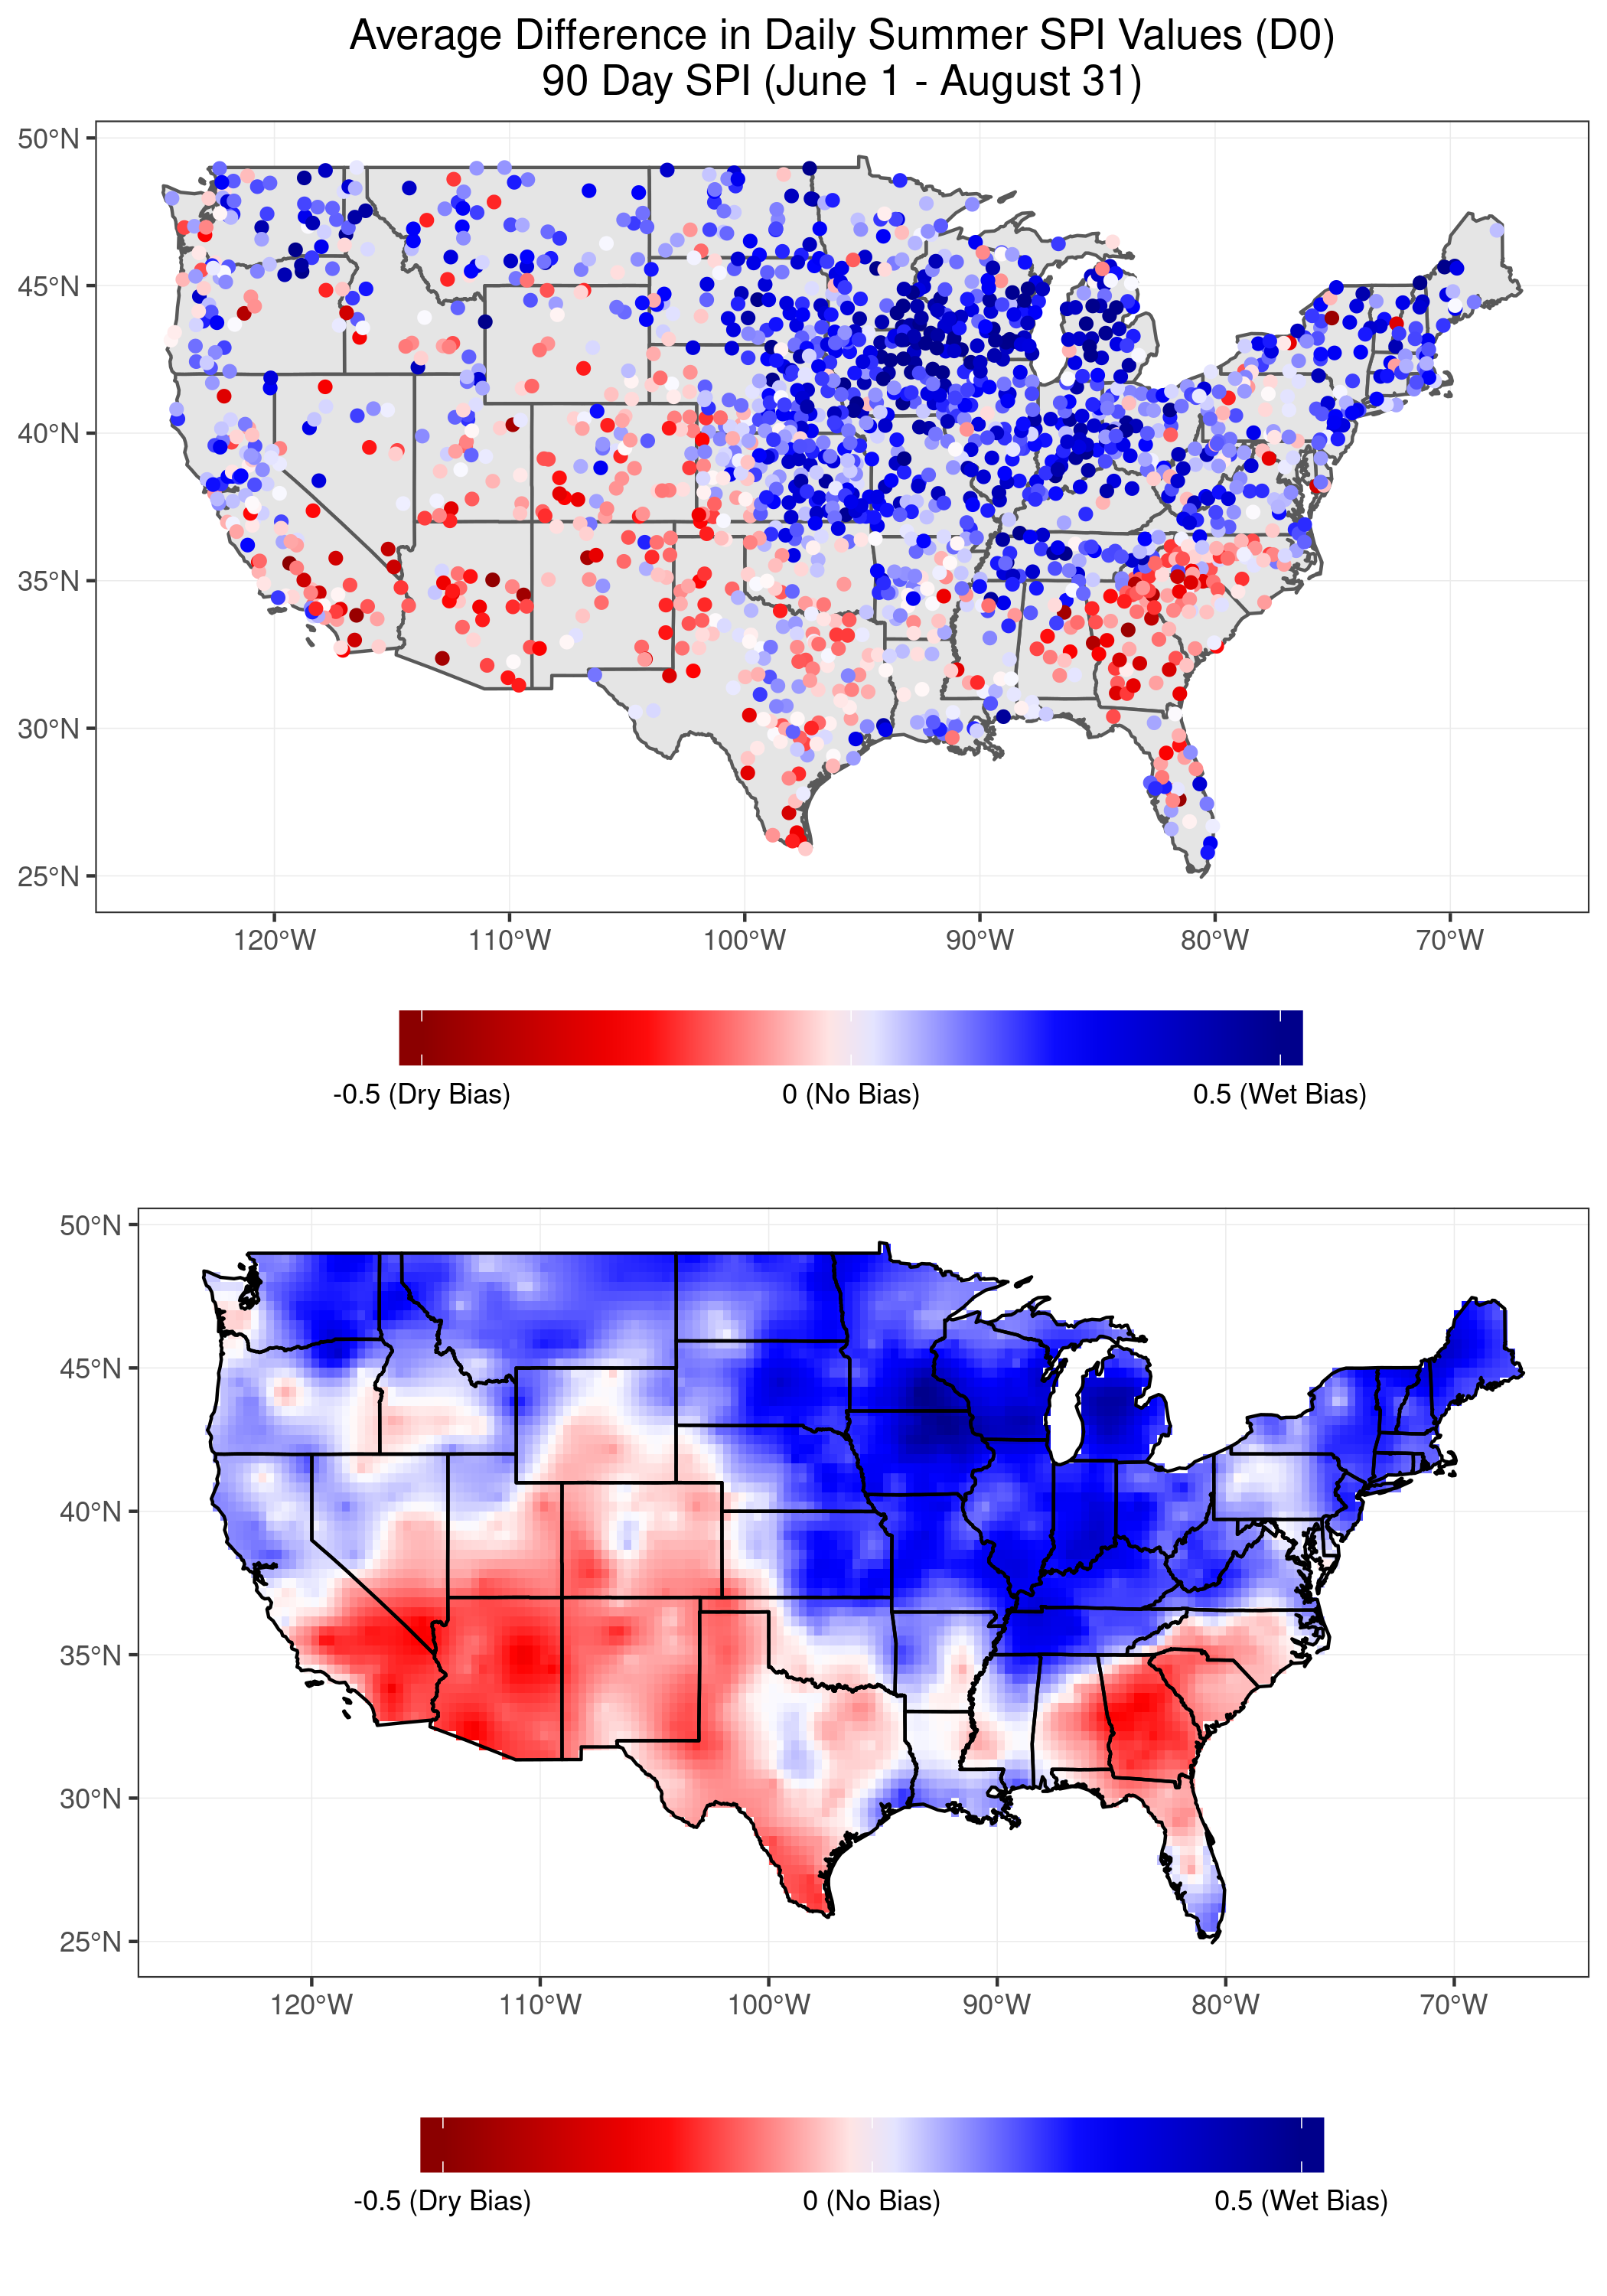 Average Difference in Daily Summer SPI Values (D0)
90 Day SPI (June 1 - August 31)
50°N
45°N
40°N
35°N
30°N
25°N
120°W 110°W 100°W 90°W 80°W 70°W
-0.5 (Dry Bias) 0 (No Bias) 0.5 (Wet Bias)
50°N
45°N
40°N
35°N
30°N
25°N
120°W 110°W 100°W 90°W 80°W 70°W
-0.5 (Dry Bias) 0 (No Bias) 0.5 (Wet Bias)